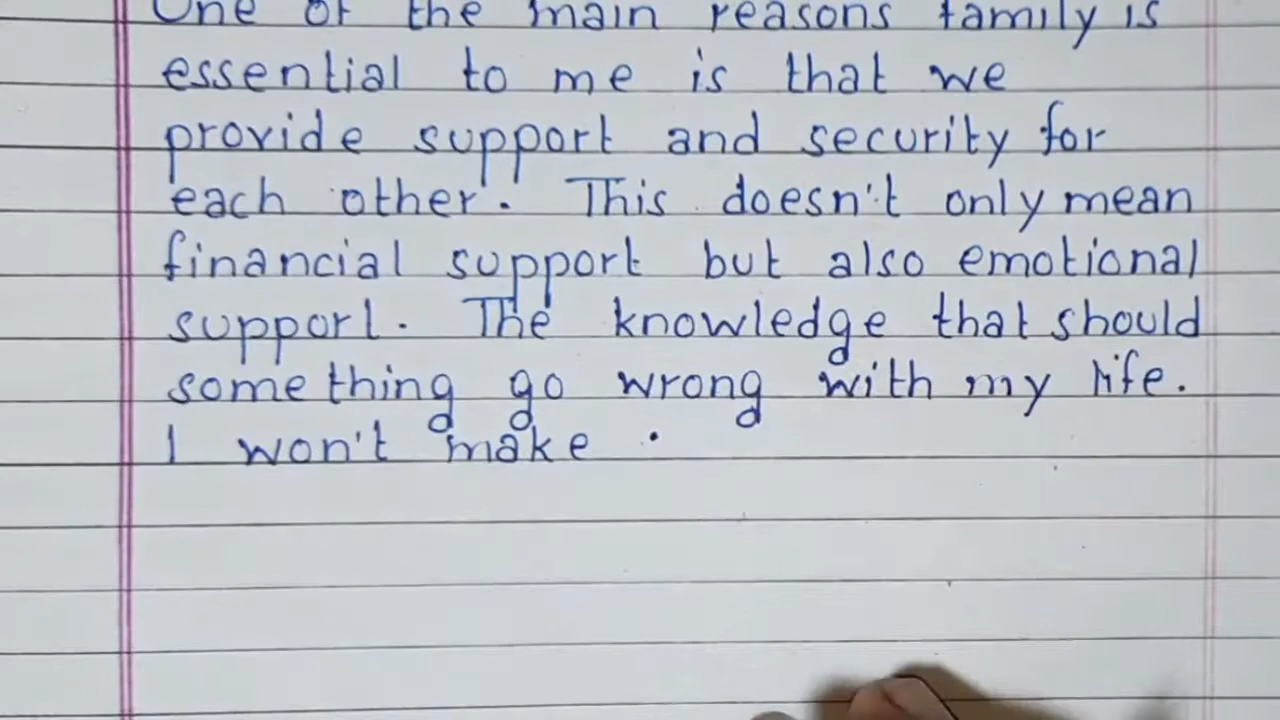 One of the main reasons family is
essential to me is that we
provide support and security for
each other. This doesn't only mean
financial support but also emotional
support. The knowledge that should
something go wrong with my life.
I won't make .